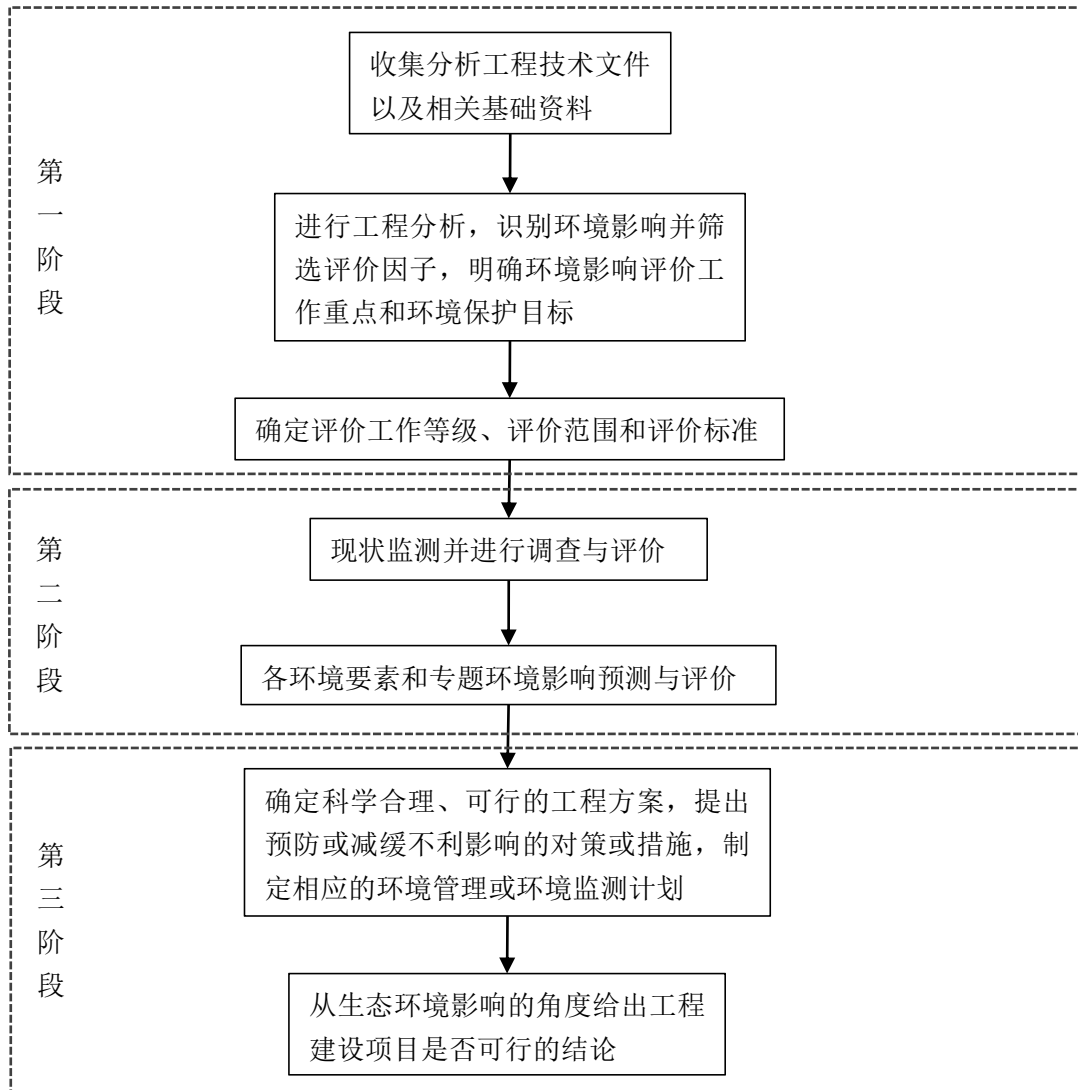 收集分析工程技术文件
以及相关基础资料
第一阶段
进行工程分析，识别环境影响并筛
选评价因子，明确环境影响评价工
作重点和环境保护目标
确定评价工作等级、评价范围和评价标准
第二阶段
现状监测并进行调查与评价
各环境要素和专题环境影响预测与评价
第三阶段
确定科学合理、可行的工程方案，提出
预防或减缓不利影响的对策或措施，制
定相应的环境管理或环境监测计划
从生态环境影响的角度给出工程
建设项目是否可行的结论